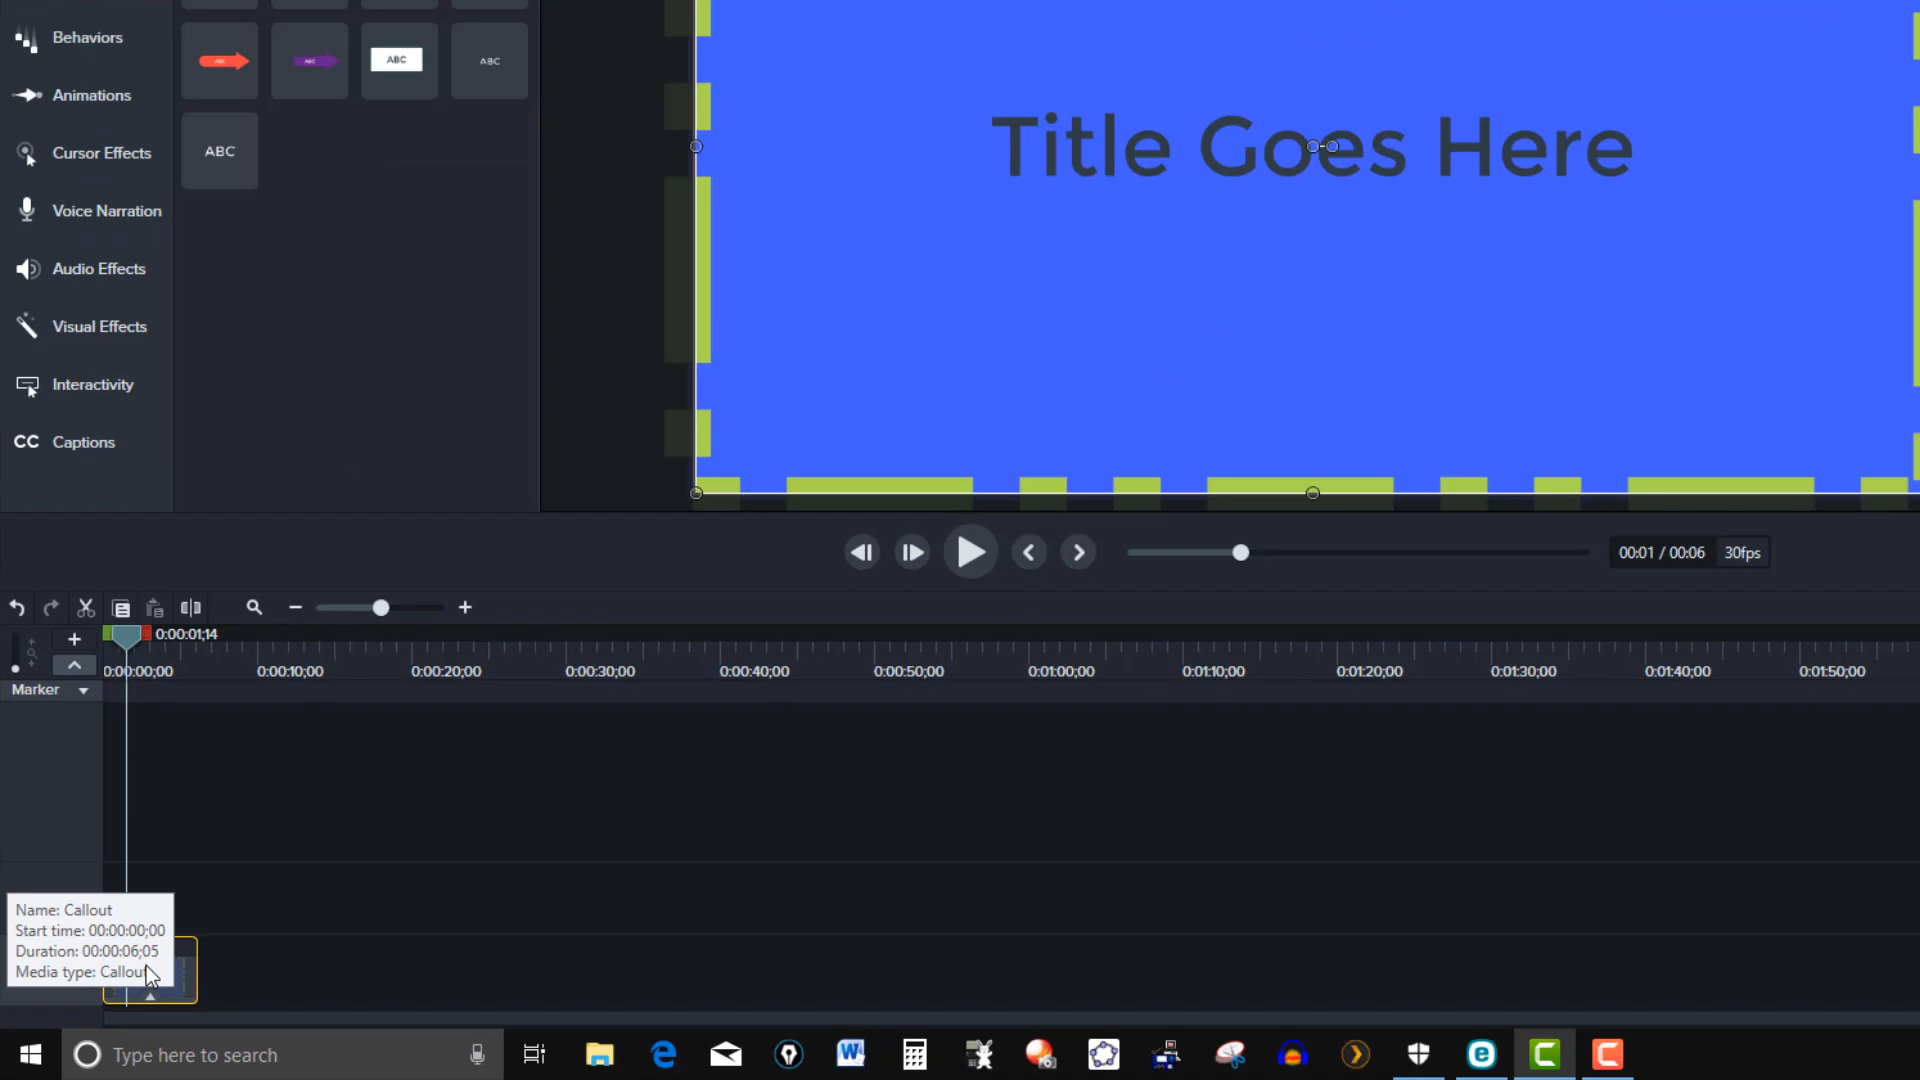 Behaviors
Animations
Cursor Effects
Voice Narration
Audio Effects
Visual Effects
Interactivity
CC Captions
ABC ABC ABC ABC
ABC
Title Goes Here
00:01 / 00:06 30fps
0:00:01;14
0:00:00;00 0:00:10;00 0:00:20;00 0:00:30;00 0:00:40;00 0:00:50;00 0:01:00;00 0:01:10;00 0:01:20;00 0:01:30;00 0:01:40;00 0:01:50;00
Marker
Name: Callout
Start time: 00:00:00;00
Duration: 00:00:06;05
Media type: Callout
Type here to search